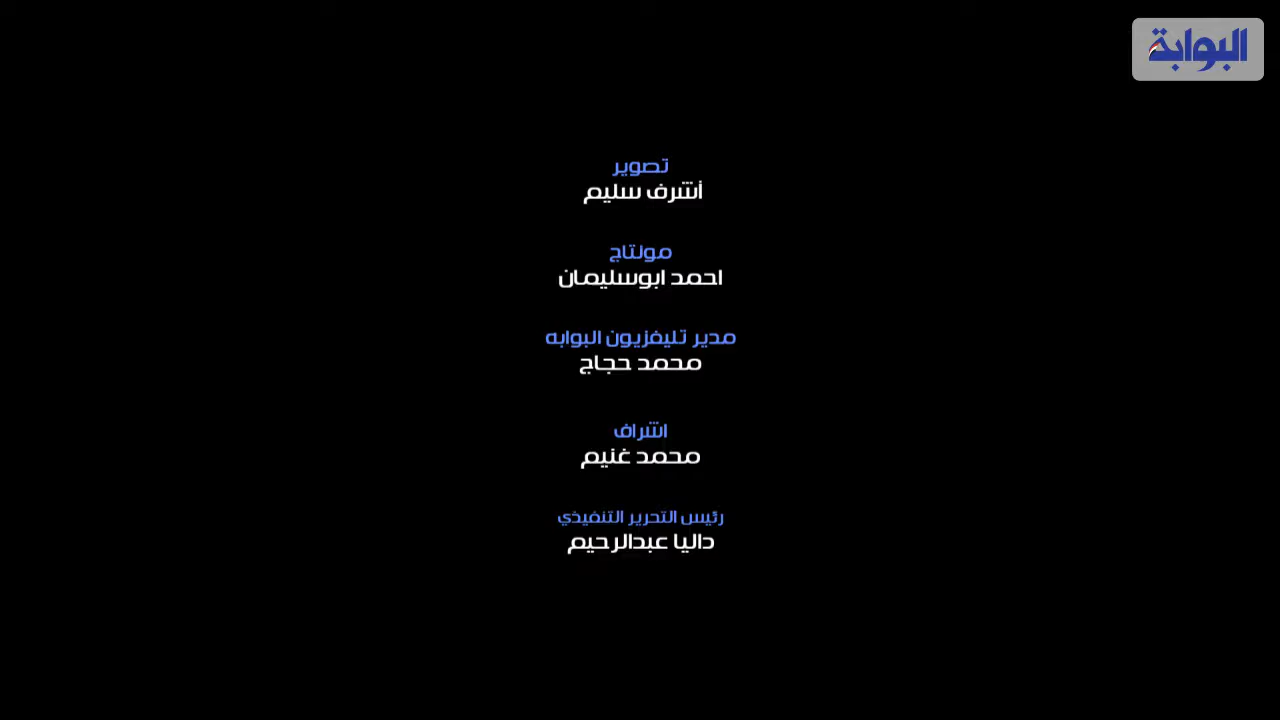 البوابة
تصوير
أشرف سليم
مونتاج
احمد ابوسليمان
مدير تليفزيون البوابه
محمد حجاج
اشراف
محمد غنيم
رئيس التحرير التنفيذي
داليا عبدالرحيم